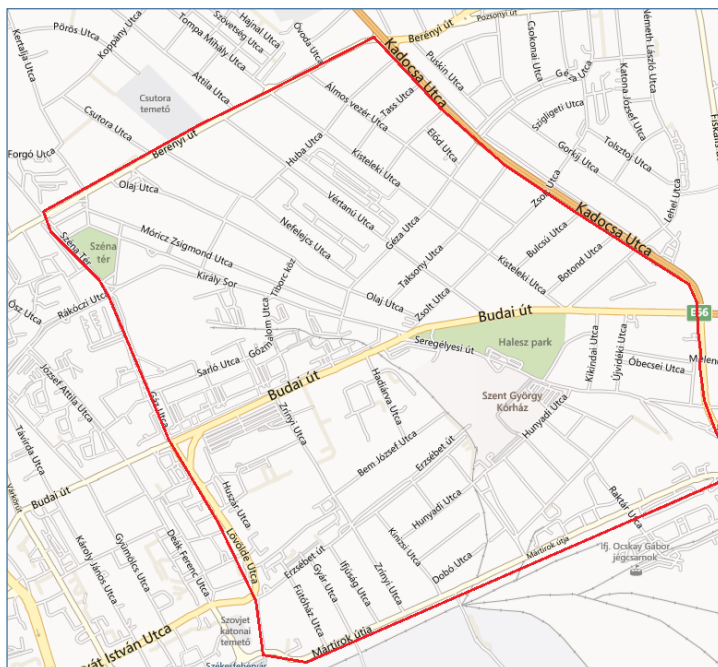 Pörös Utca
Koppány Utca
Szövetség Utca
Hajnal Utca
Tompa Mihály Utca
Óvoda Utca
Berényi út
Pozsonyi út
Németh László Utca
Kertalja Utca
Attila Utca
Kadocsa Utca
Puskin Utca
Csokonai Utca
Géza Utca
Katona József Utca
Csutora
temető
Álmos vezér Utca
Tass Utca
Szigligeti Utca
Csutora Utca
Berényi út
Huba Utca
Előd Utca
Gorkij Utca
Tolsztoj Utca
Forgó Utca
Kisteleki Utca
Olaj Utca
Vértanú Utca
Zsolt Utca
Lehel Utca
Kadocsa Utca
Széna Tér
Széna
tér
Móricz Zsigmond Utca
Nefelejcs Utca
Géza Utca
Bulcsú Utca
Király Sor
Tiborc köz
Taksony Utca
Kisteleki Utca
Botond Utca
Rákóczi Utca
Ősz Utca
Olaj Utca
Zsolt Utca
Budai út
E66
Gözmalom Utca
Seregélyesi út
Halesz park
Sarló Utca
Kikindai Utca
Újvidéki Utca
Óbecsei Utca
József Attila Utca
Budai út
Hadiárva Utca
Szent György
Kórház
Gáz Utca
Zrínyi Utca
Hunyadi Utca
Távirda Utca
Bem József Utca
Erzsébet út
Várkörút
Budai út
Huszár Utca
Hunyadi Utca
Raktár Utca
Károly János Utca
Gyümölcs Utca
Deák Ferenc Utca
Lövölde Utca
Kinizsi Utca
Mártírok útja
Ifj. Ocskay Gábor
jégcsarnok
Erzsébet út
Ifjúság Utca
Zrínyi Utca
Dobó Utca
Gyár Utca
Fűtőház Utca
Szovjet
katonai
temető
Mártírok útja
István Utca
Székesfehérvár